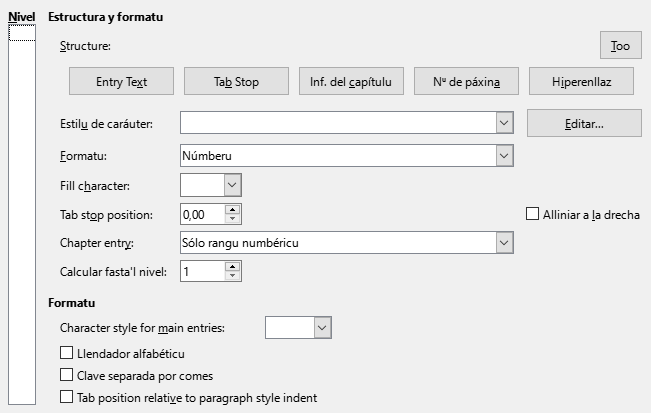 Nivel Estructura y formatu
Structure: Too
Entry Text Tab Stop Inf. del capítulu Nᵘ de páxina Hiperenllaz
Estilu de caráuter: Editar...
Formatu: Númberu
Fill character:
Tab stop position: 0,00 Alliniar a la drecha
Chapter entry: Sólo rangu numbéricu
Calcular fasta'l nivel: 1
Formatu
Character style for main entries:
Llendador alfabéticu
Clave separada por comes
Tab position relative to paragraph style indent